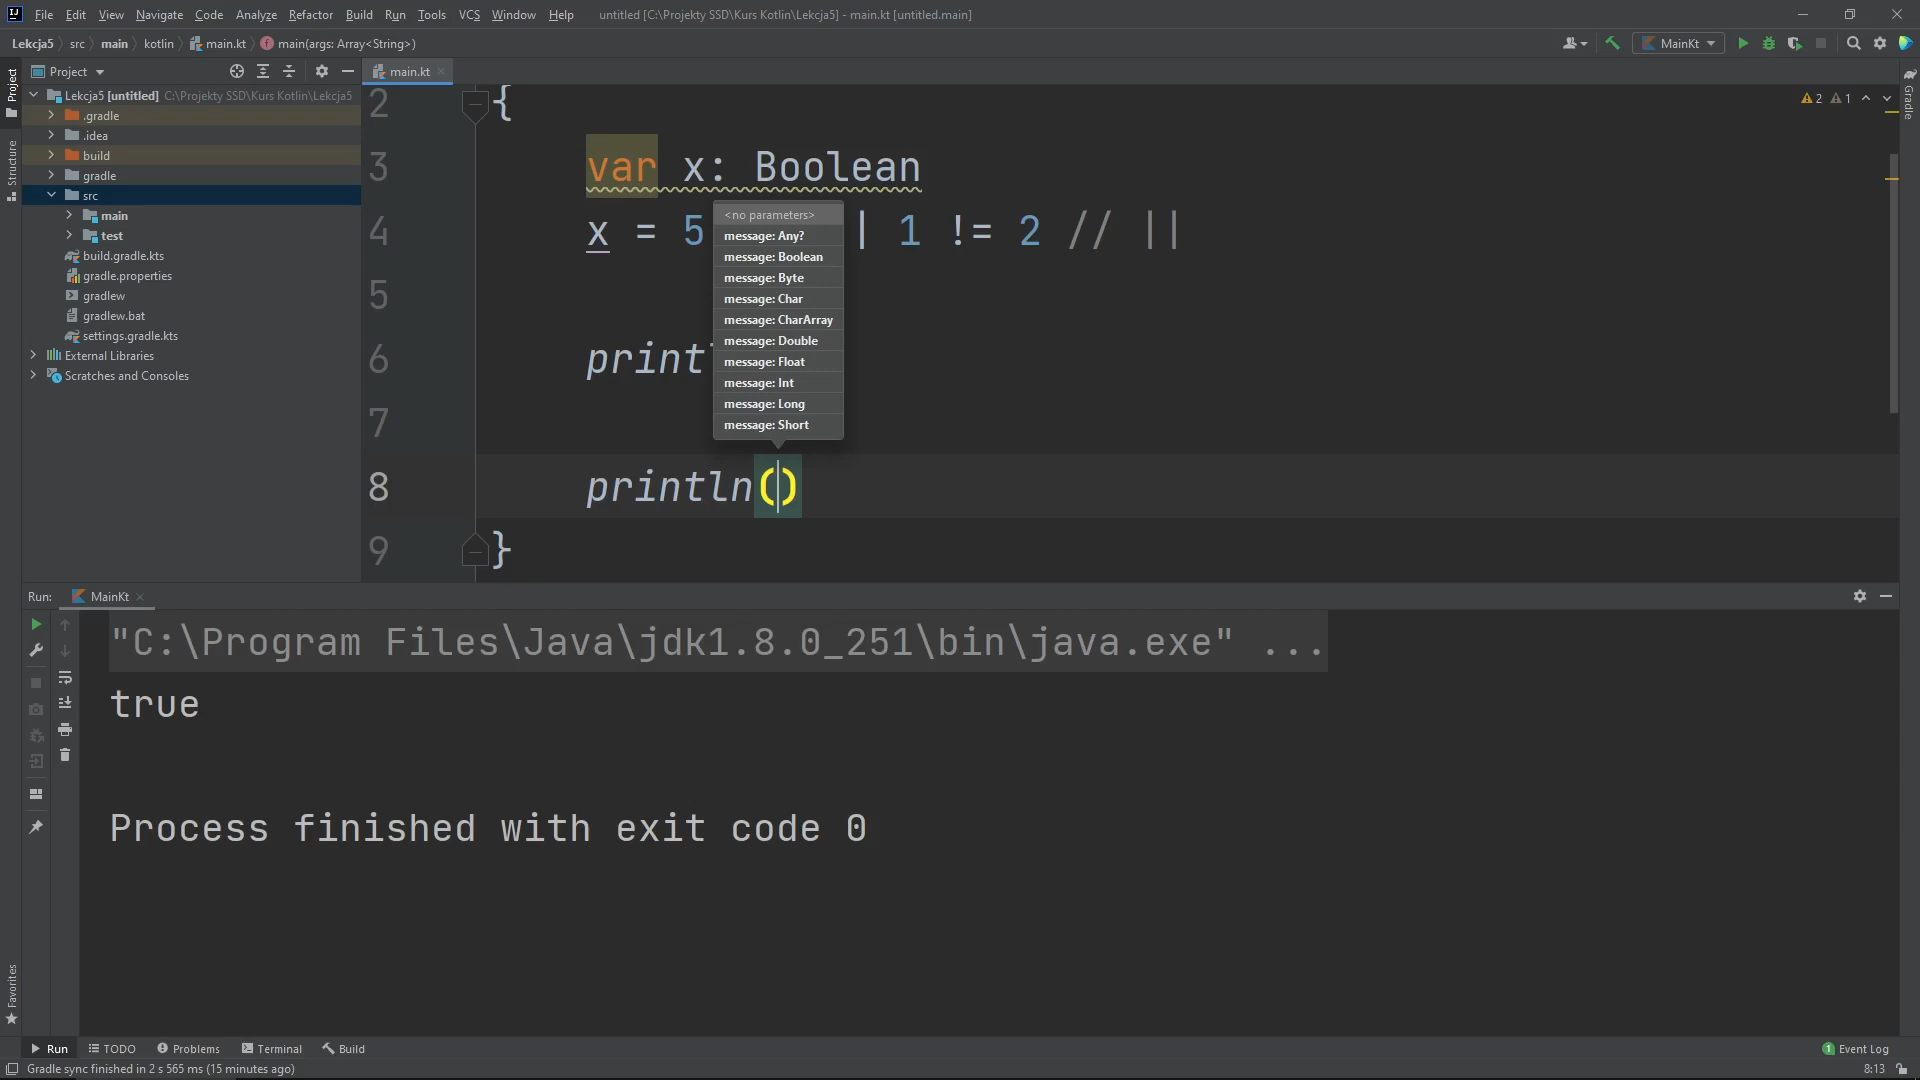 File Edit View Navigate Code Analyze Refactor Build Run Tools VCS Window Help untitled [C:\Projekty SSD\Kurs Kotlin\Lekcja5] - main.kt [untitled.main]
Lekcja5 src main kotlin main.kt main(args: Array<String>) MainKt
Project
Project
main.kt
Gradle
Structure
Lekcja5 [untitled] C:\Projekty SSD\Kurs Kotlin\Lekcja5
.gradle
.idea
build
gradle
src
main
test
build.gradle.kts
gradle.properties
gradlew
gradlew.bat
settings.gradle.kts
External Libraries
Scratches and Consoles
2 1
2 {
3 var x: Boolean
4 x = 5 | 1 != 2 // ||
5
6 print
7
8 println()
9 }
<no parameters>
message: Any?
message: Boolean
message: Byte
message: Char
message: CharArray
message: Double
message: Float
message: Int
message: Long
message: Short
Run: MainKt
"C:\Program Files\Java\jdk1.8.0_251\bin\java.exe" ...
true
Process finished with exit code 0
Favorites
Run TODO Problems Terminal Build 1 Event Log
Gradle sync finished in 2 s 565 ms (15 minutes ago) 8:13